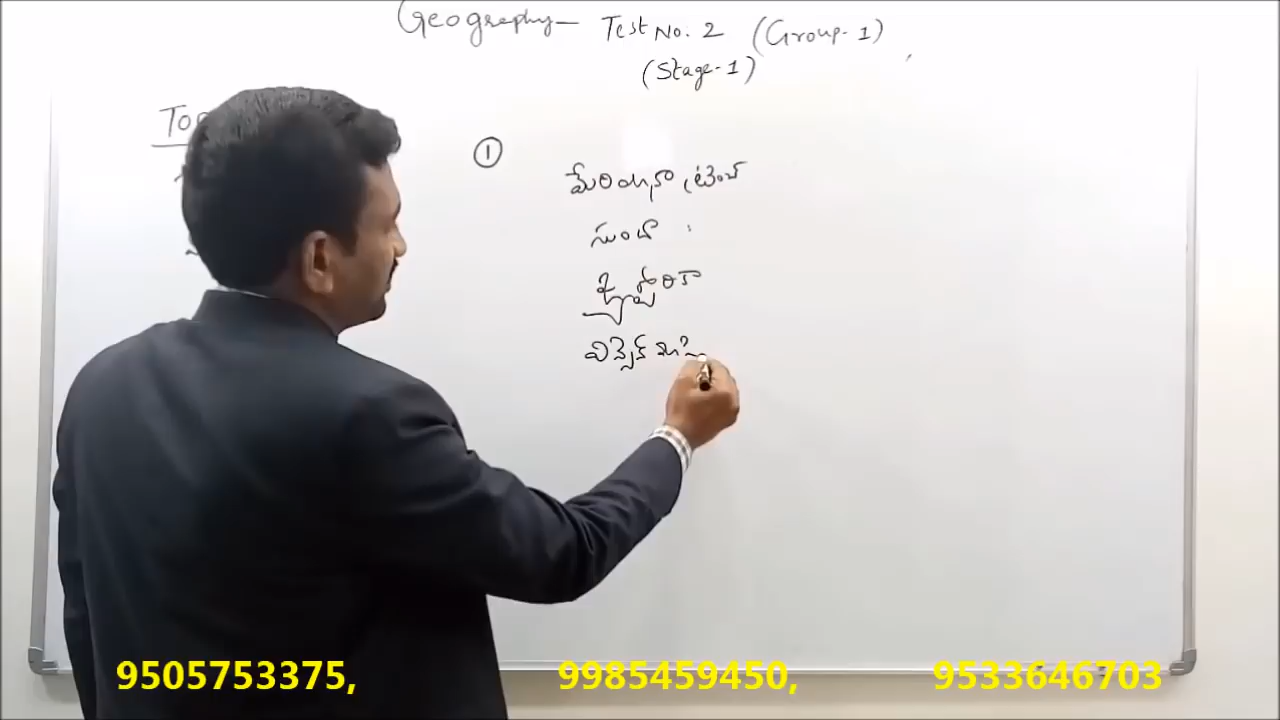 Geography - Test No: 2 (Group-1)
(Stage-1)
①
మేరియానా ట్రెంచ్
సుండా
విన్సెన్
9505753375, 9985459450, 9533646703